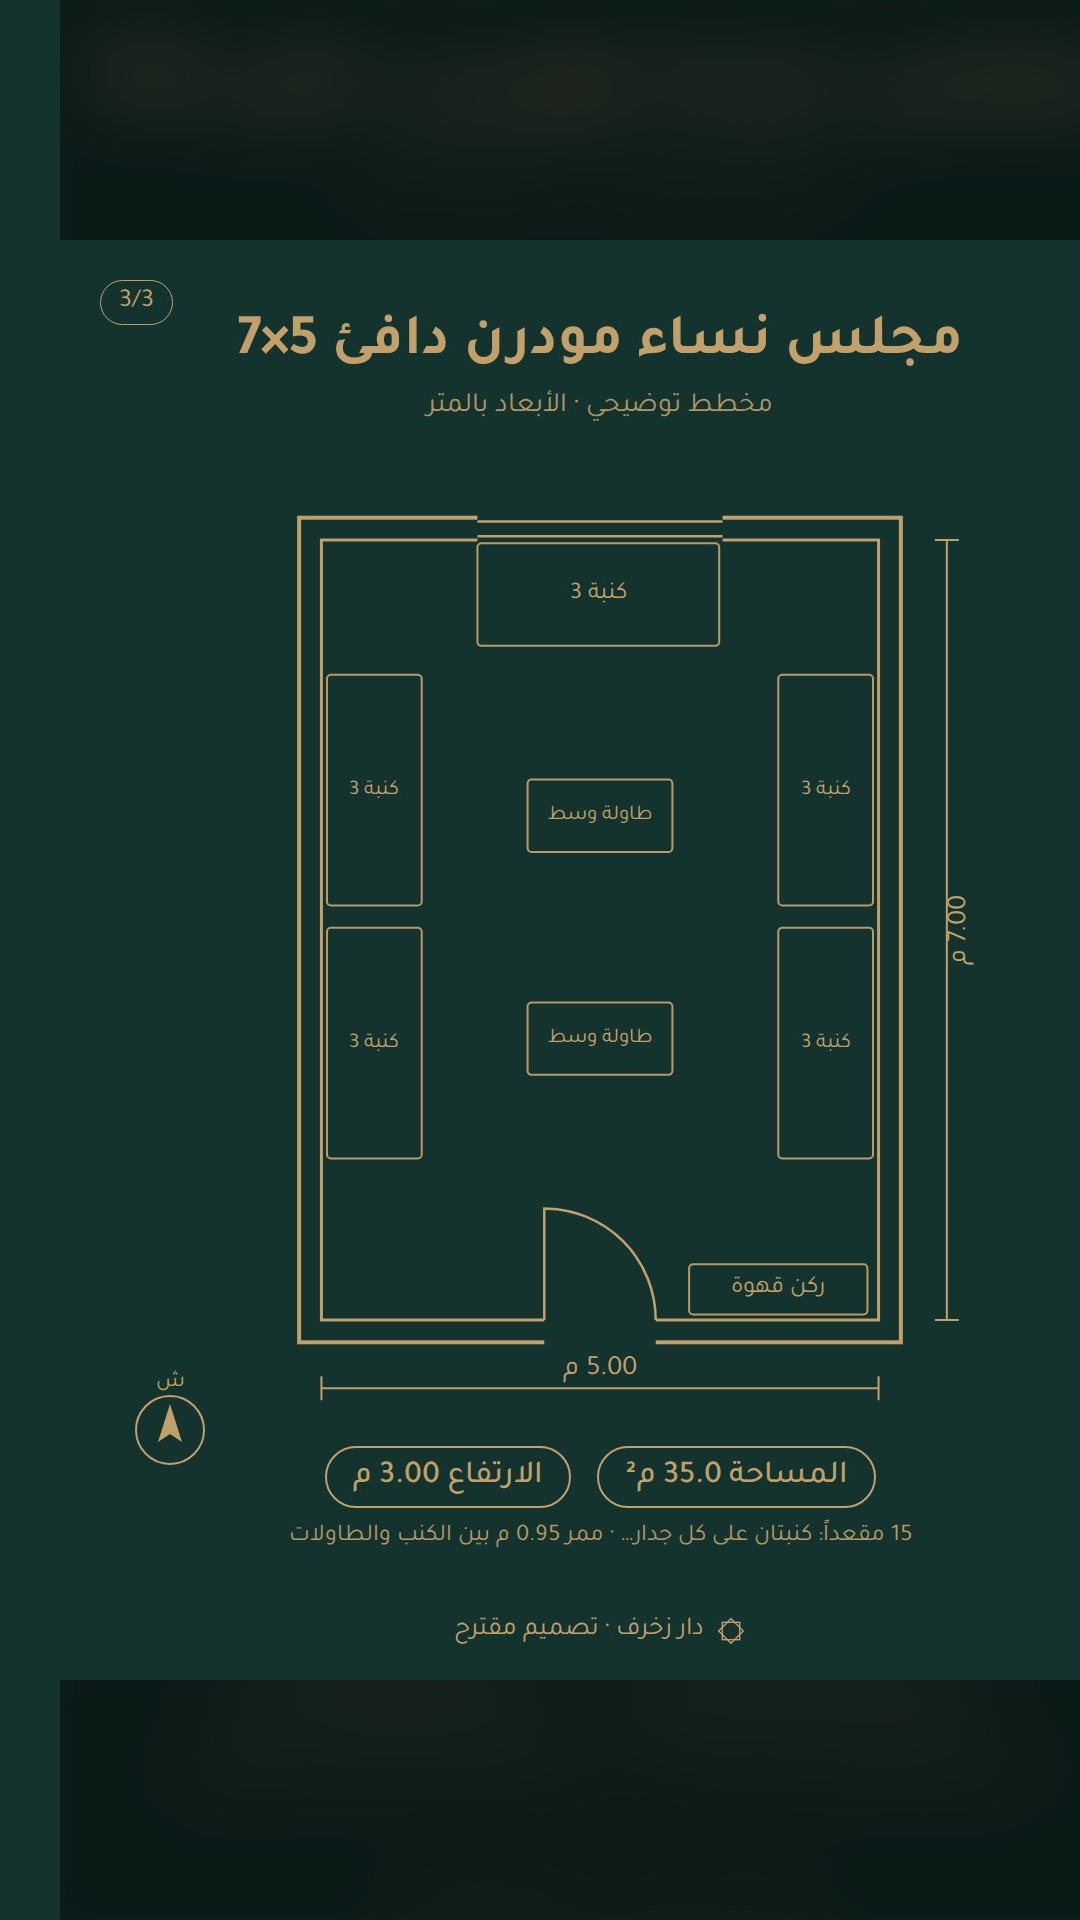 3/3
مجلس نساء مودرن دافئ 5×7
مخطط توضيحي · الأبعاد بالمتر
كنبة 3
كنبة 3
كنبة 3
طاولة وسط
7.00 م
كنبة 3
كنبة 3
طاولة وسط
ركن قهوة
5.00 م
ش
المساحة 35.0 م²
الارتفاع 3.00 م
15 مقعداً: كنبتان على كل جدار... · ممر 0.95 م بين الكنب والطاولات
دار زخرف · تصميم مقترح